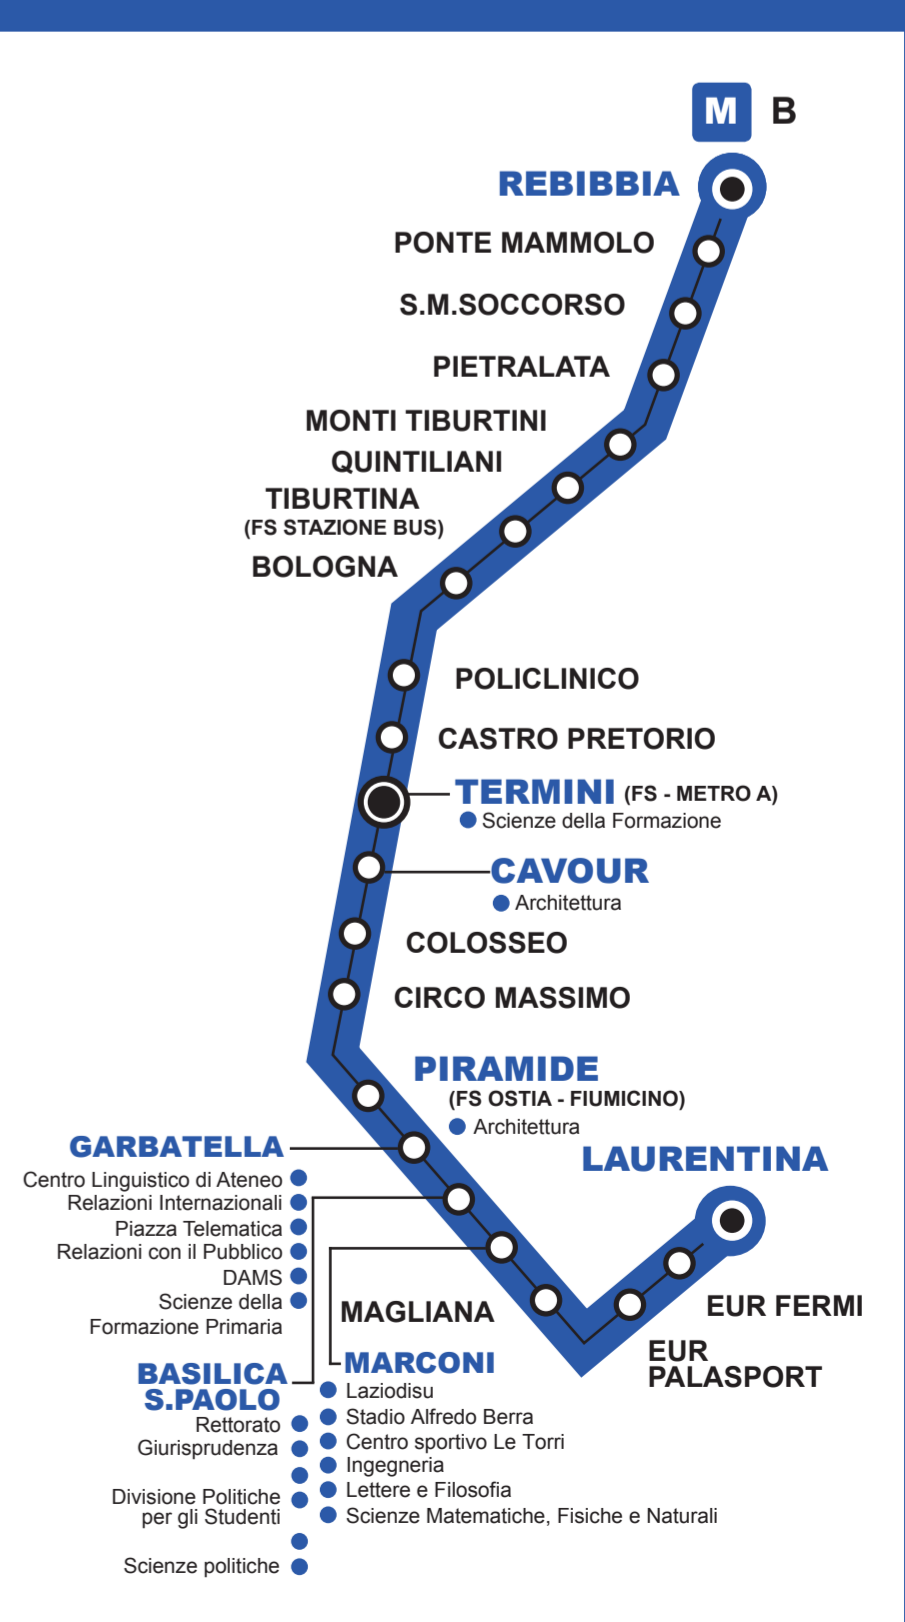 M B
REBIBBIA
PONTE MAMMOLO
S.M.SOCCORSO
PIETRALATA
MONTI TIBURTINI
QUINTILIANI
TIBURTINA
(FS STAZIONE BUS)
BOLOGNA
POLICLINICO
CASTRO PRETORIO
TERMINI (FS - METRO A)
Scienze della Formazione
CAVOUR
Architettura
COLOSSEO
CIRCO MASSIMO
PIRAMIDE
(FS OSTIA - FIUMICINO)
Architettura
GARBATELLA
Centro Linguistico di Ateneo
Relazioni Internazionali
Piazza Telematica
Relazioni con il Pubblico
DAMS
Scienze della
Formazione Primaria
LAURENTINA
EUR FERMI
EUR
PALASPORT
MAGLIANA
MARCONI
Laziodisu
Stadio Alfredo Berra
Centro sportivo Le Torri
Ingegneria
Lettere e Filosofia
Scienze Matematiche, Fisiche e Naturali
BASILICA
S.PAOLO
Rettorato
Giurisprudenza
Divisione Politiche
per gli Studenti
Scienze politiche